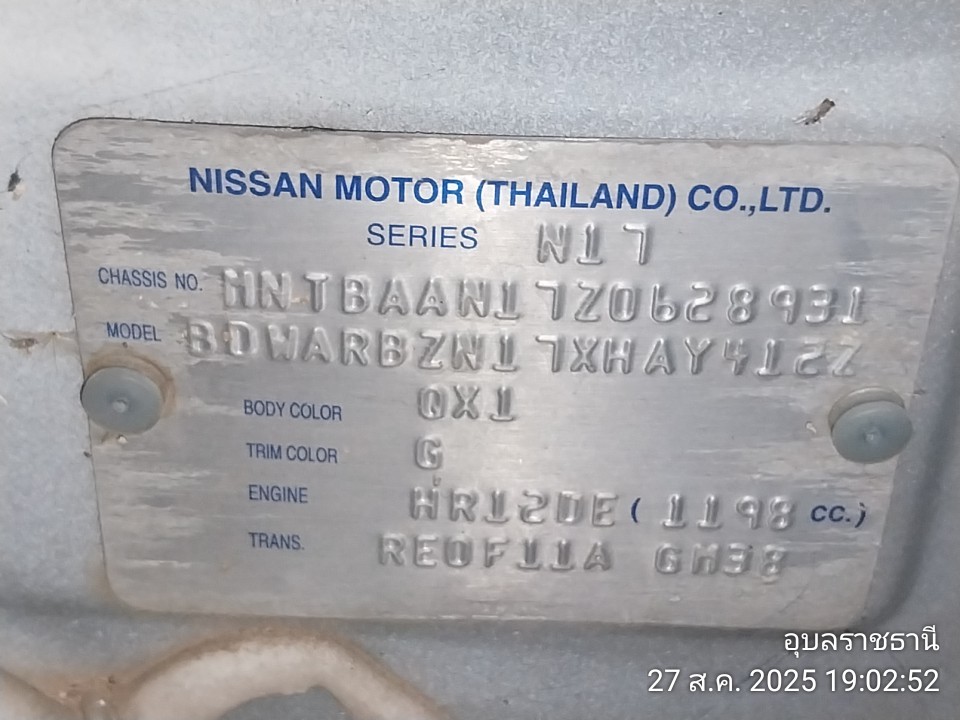 NISSAN MOTOR (THAILAND) CO.,LTD.
SERIES N17
CHASSIS NO. MNTBAAN17Z0628931
MODEL BDWARBZN17XHAY412Z
BODY COLOR QX1
TRIM COLOR G
ENGINE HR12DE ( 1198 CC.)
TRANS. RE0F11A GM38
อุบลราชธานี
27 ส.ค. 2025 19:02:52